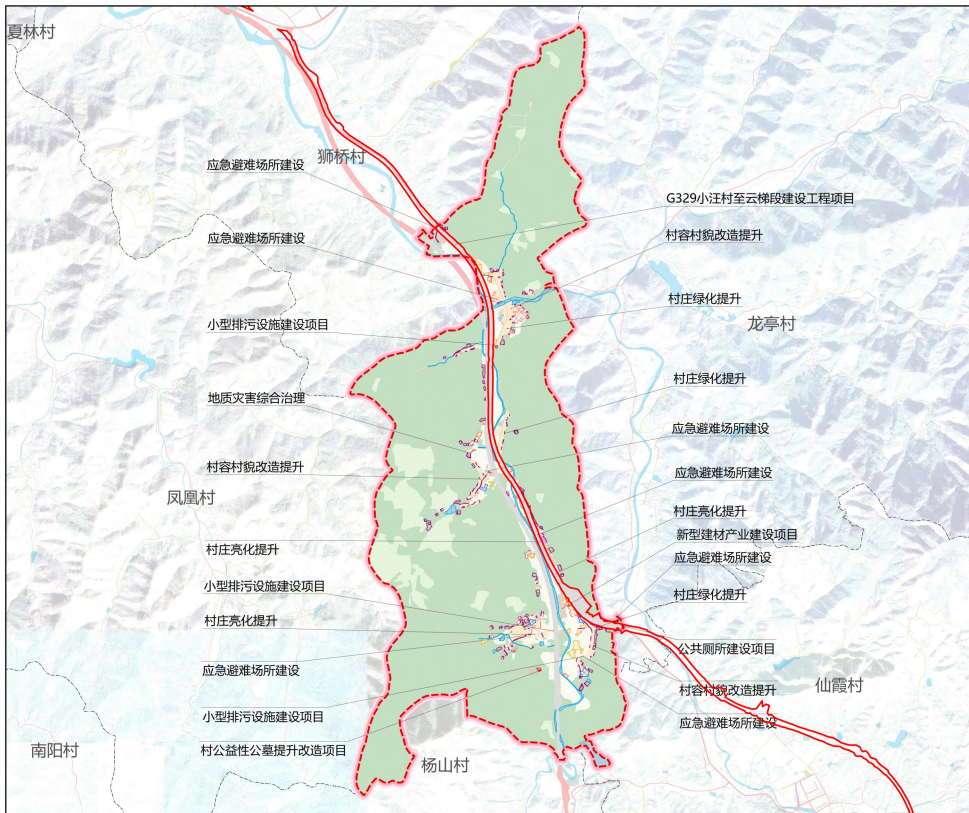 夏林村
狮桥村
应急避难场所建设
G329小汪村至云梯段建设工程项目
应急避难场所建设
村容村貌改造提升
村庄绿化提升
小型排污设施建设项目
龙亭村
村庄绿化提升
地质灾害综合治理
应急避难场所建设
村容村貌改造提升
应急避难场所建设
凤凰村
村庄亮化提升
新型建材产业建设项目
村庄亮化提升
应急避难场所建设
小型排污设施建设项目
村庄绿化提升
村庄亮化提升
公共厕所建设项目
应急避难场所建设
仙霞村
村容村貌改造提升
小型排污设施建设项目
应急避难场所建设
南阳村
村公益性公墓提升改造项目
杨山村